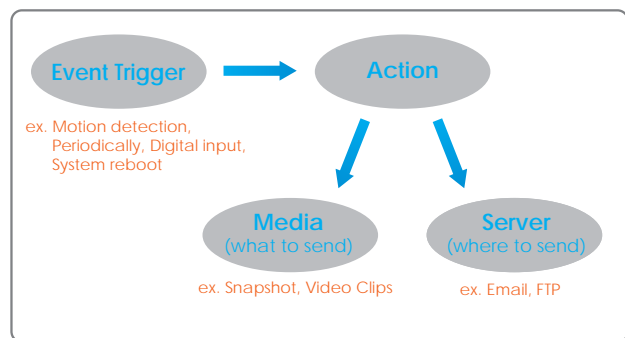 Event Trigger
Action
ex. Motion detection,
Periodically, Digital input,
System reboot
Media
(what to send)
Server
(where to send)
ex. Snapshot, Video Clips
ex. Email, FTP